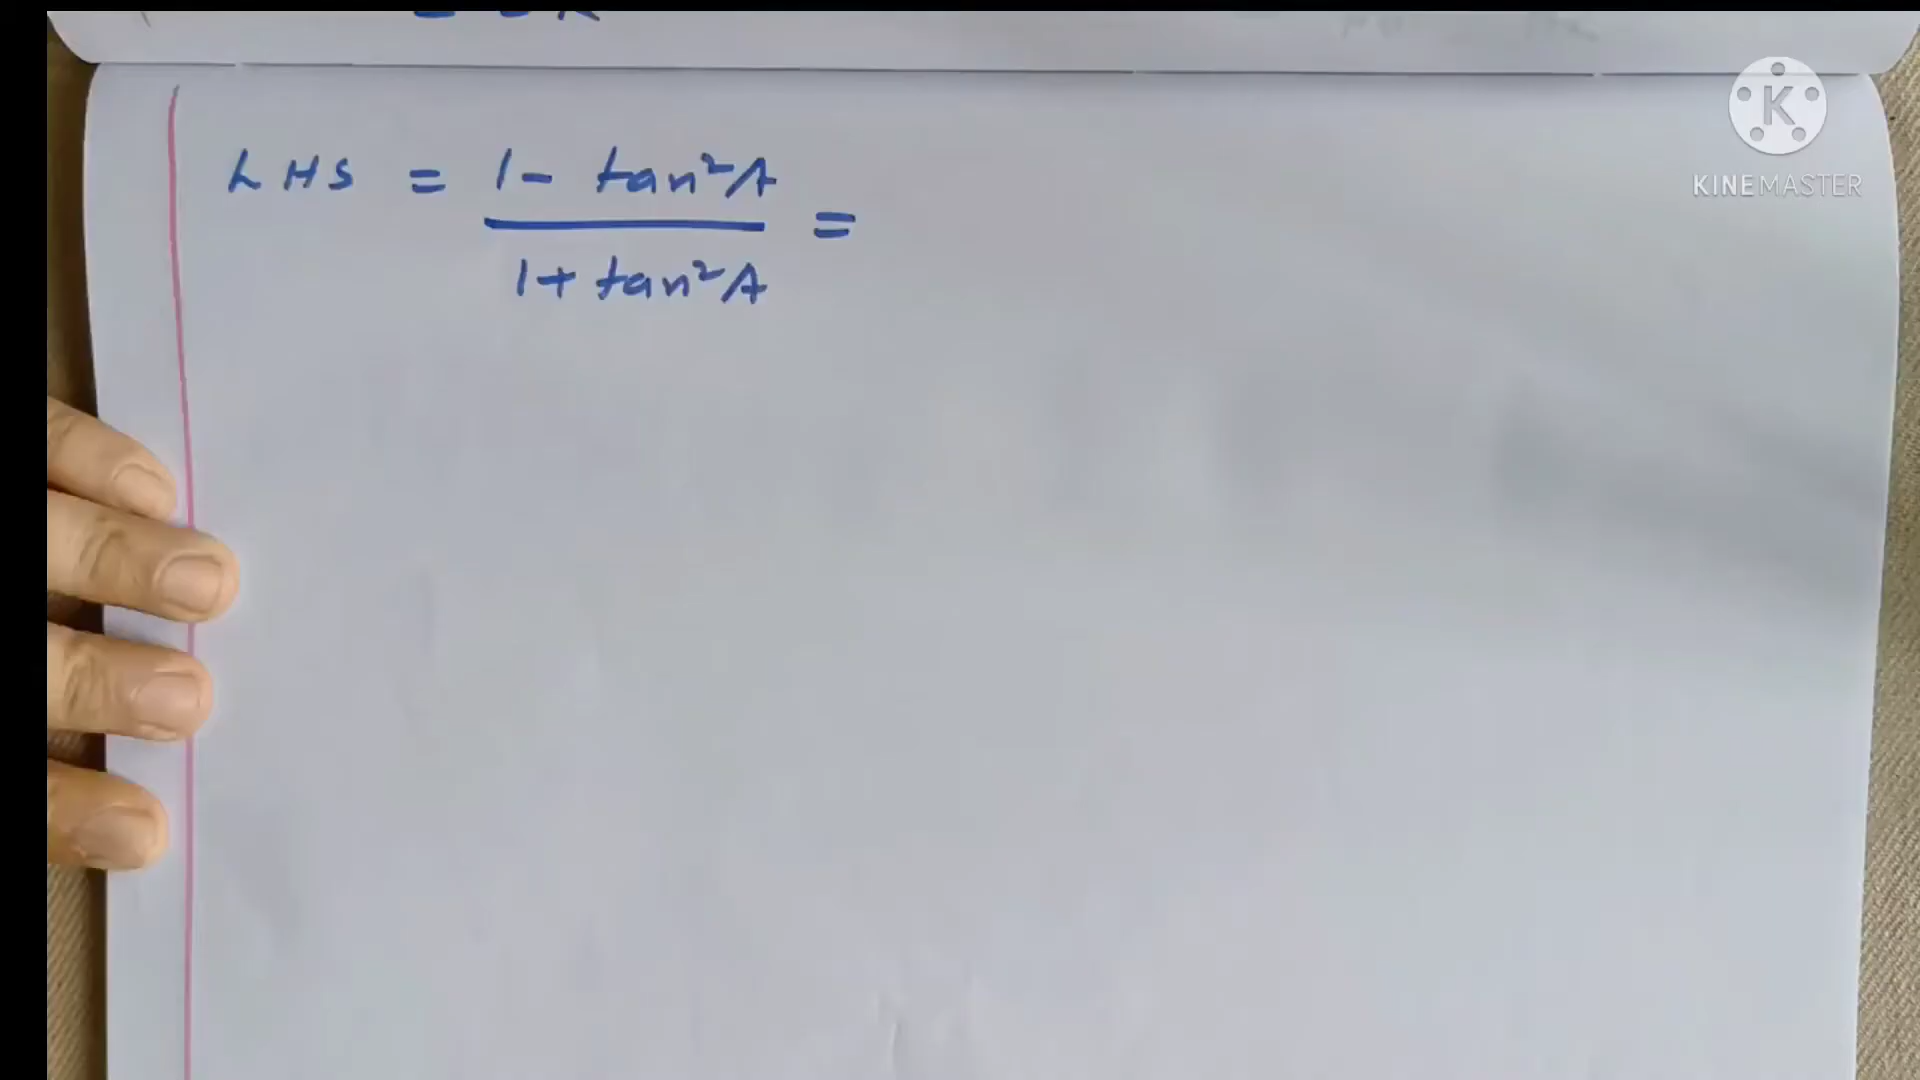 LHS = 1 - tan²A
=
1 + tan²A
K
KINEMASTER